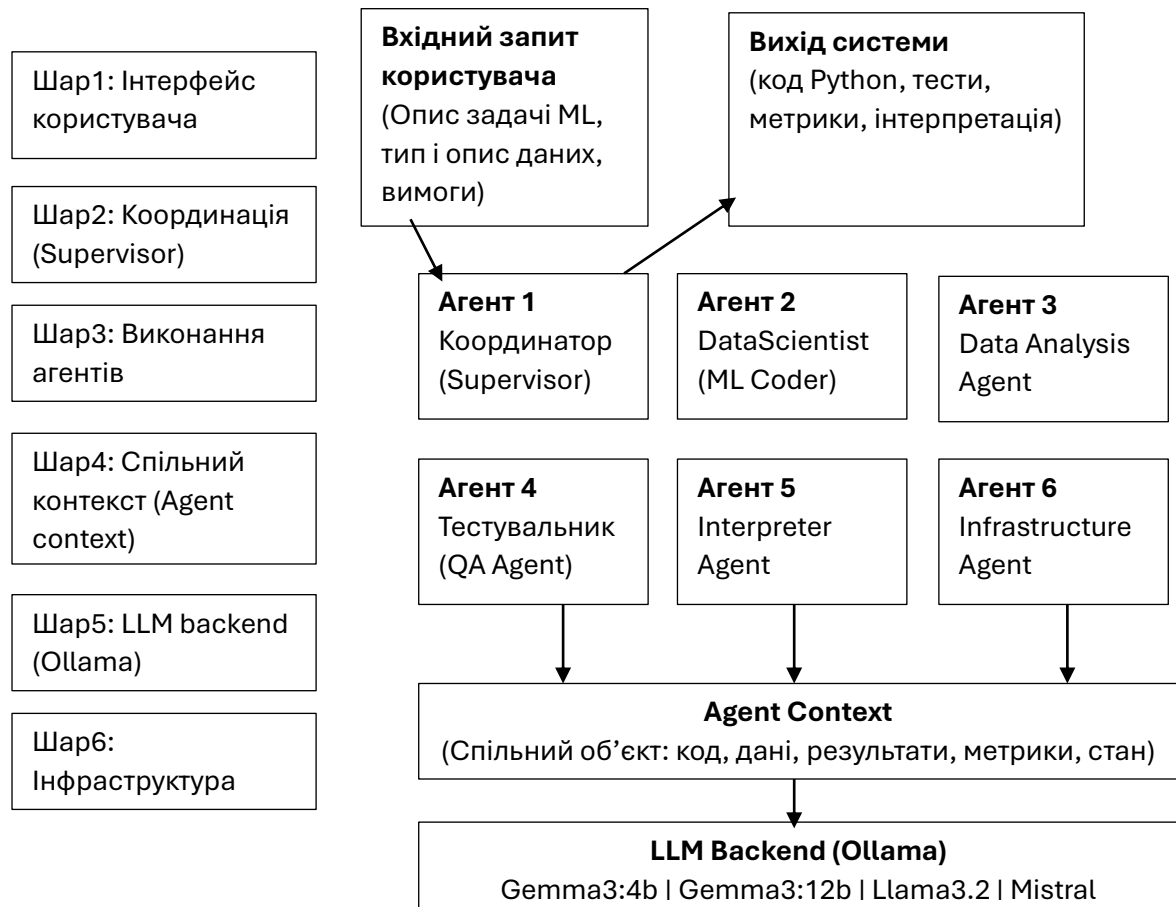 Шар1: Інтерфейс
користувача
Шар2: Координація
(Supervisor)
Шар3: Виконання
агентів
Шар4: Спільний
контекст (Agent
context)
Шар5: LLM backend
(Ollama)
Шар6:
Інфраструктура
Вхідний запит
користувача
(Опис задачі ML,
тип і опис даних,
вимоги)
Вихід системи
(код Python, тести,
метрики, інтерпретація)
Агент 1
Координатор
(Supervisor)
Агент 2
DataScientist
(ML Coder)
Агент 3
Data Analysis
Agent
Агент 4
Тестувальник
(QA Agent)
Агент 5
Interpreter
Agent
Агент 6
Infrastructure
Agent
Agent Context
(Спільний об’єкт: код, дані, результати, метрики, стан)
LLM Backend (Ollama)
Gemma3:4b | Gemma3:12b | Llama3.2 | Mistral